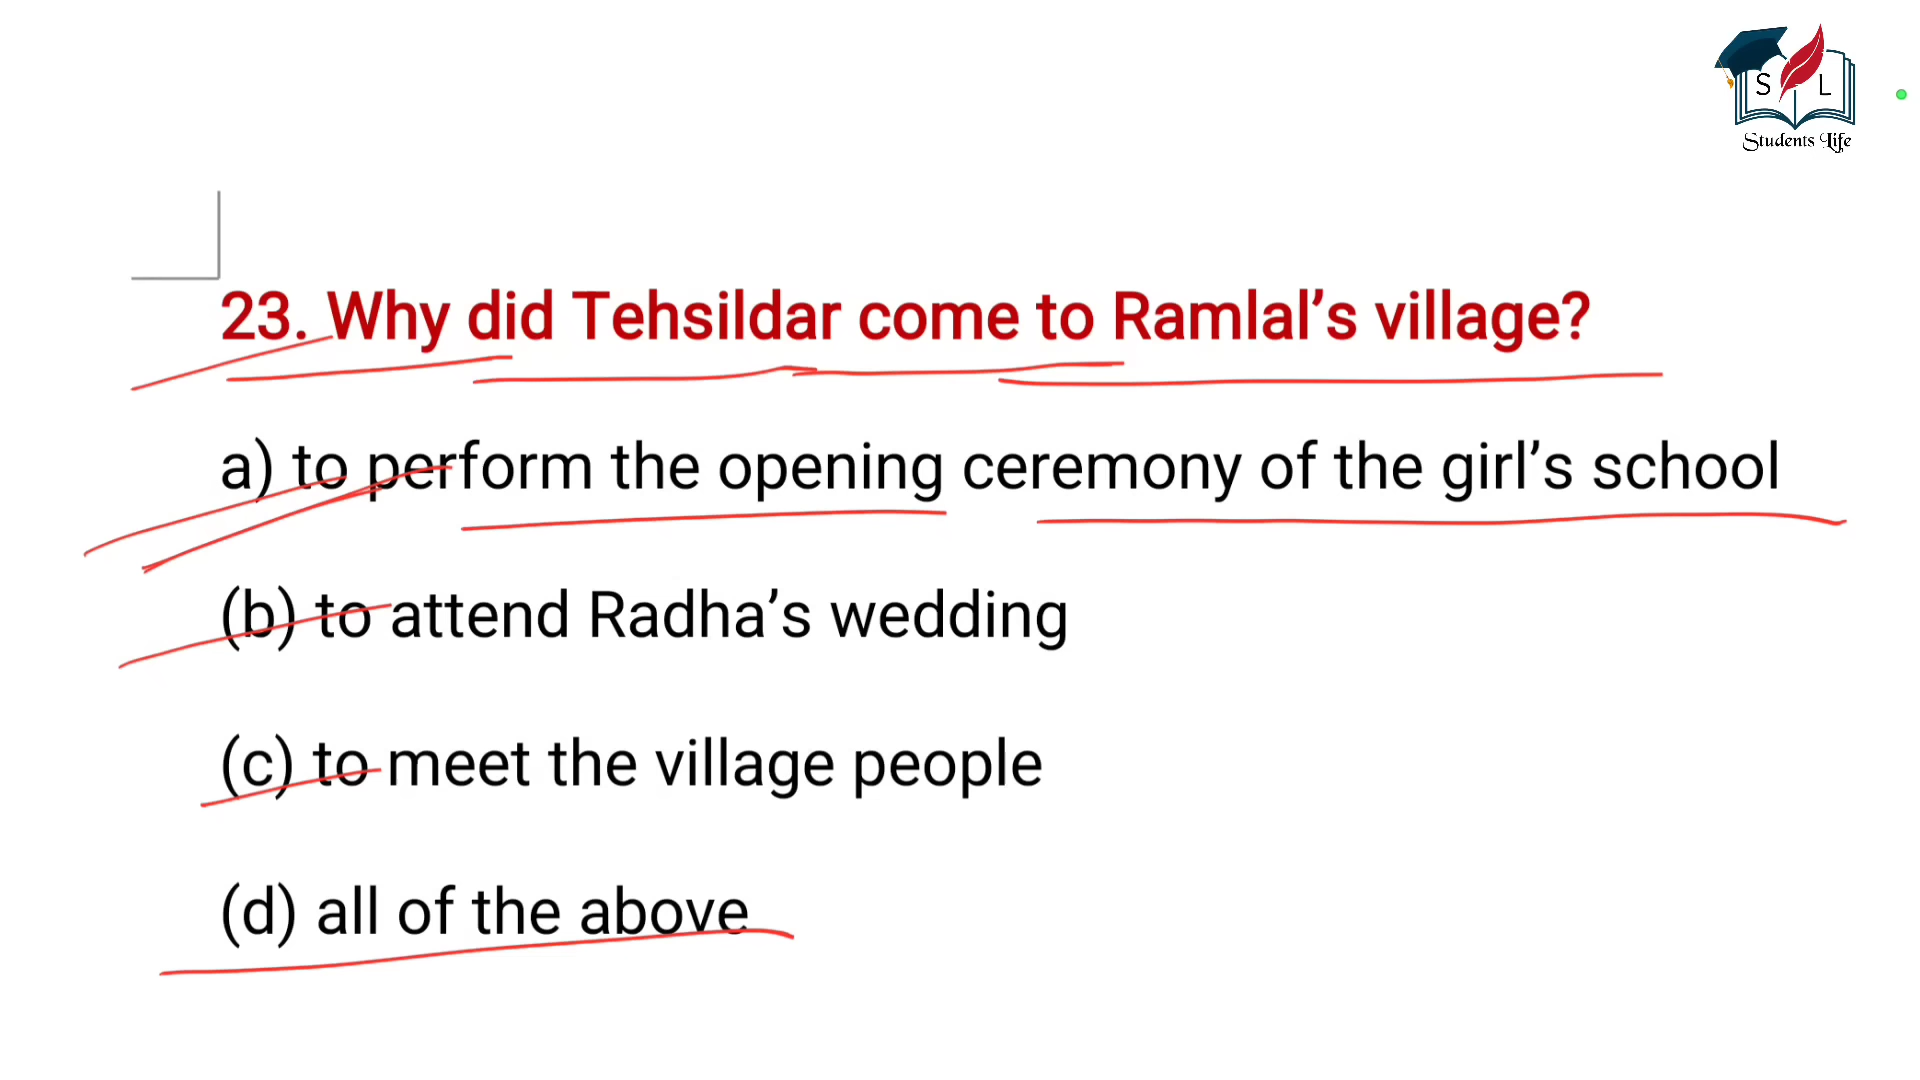 S L
Students Life
23. Why did Tehsildar come to Ramlal’s village?
a) to perform the opening ceremony of the girl’s school
(b) to attend Radha’s wedding
(c) to meet the village people
(d) all of the above